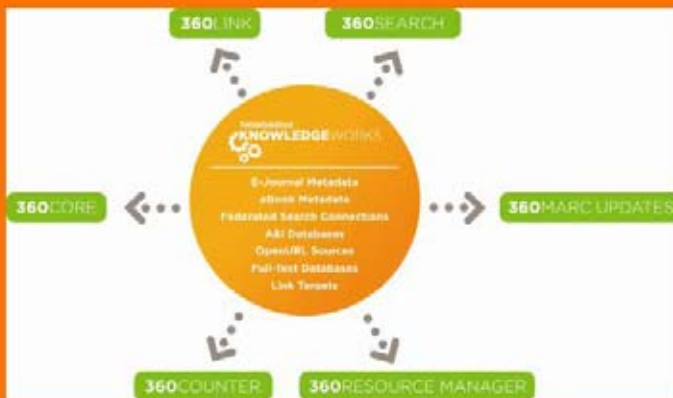 360LINK
360SEARCH
KNOWLEDGEWORKS
E-Journal Metadata
eBook Metadata
Federated Search Connections
A&I Databases
OpenURL Sources
Full-Text Databases
Link Targets
360CORE
360MARC UPDATES
360COUNTER
360RESOURCE MANAGER